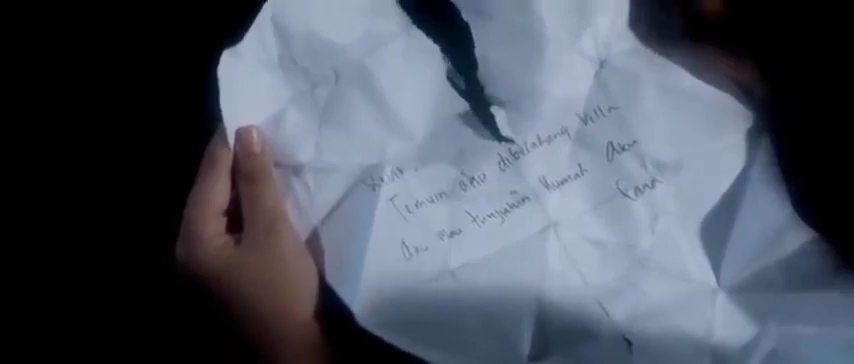 Temuin aku dibelakang Villa
Aku mau tunjukin Rumah Aku